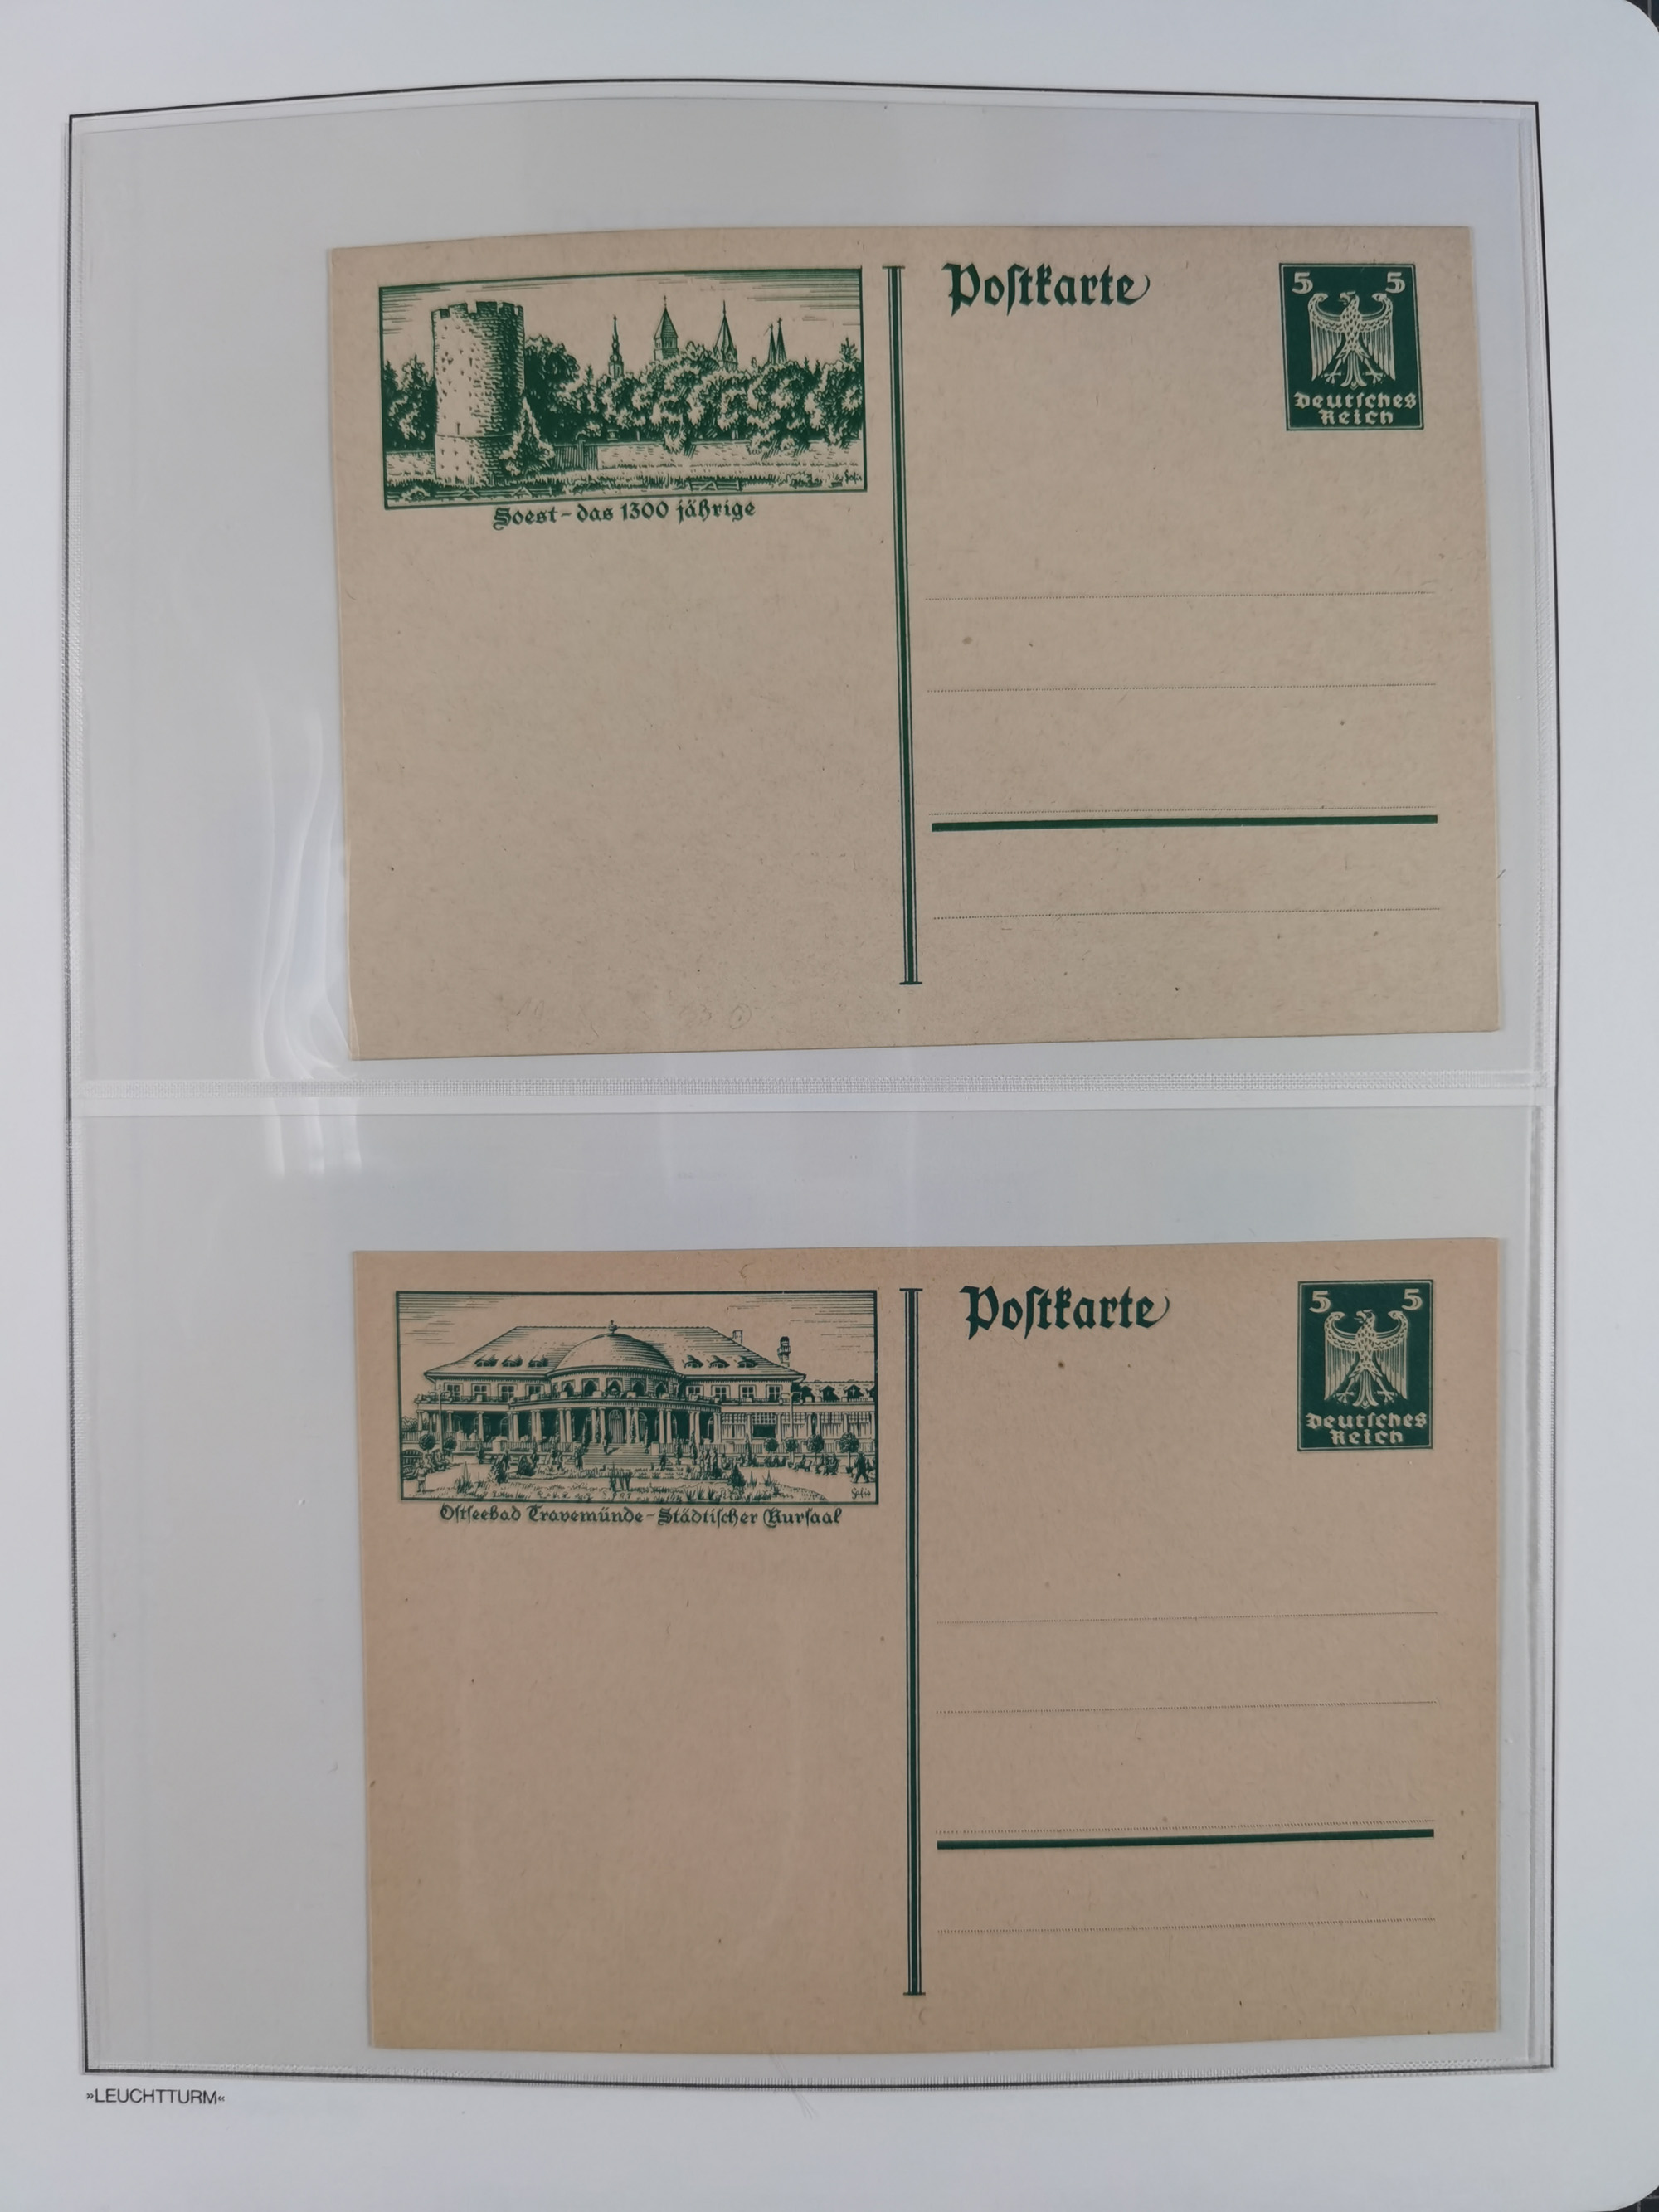 Poſtkarte
5 5
Deutſches
Reich
Soest - das 1300 jährige
Poſtkarte
5 5
Deutſches
Reich
Oſtſeebad Travemünde - Städtiſcher Kurſaal
»LEUCHTTURM«